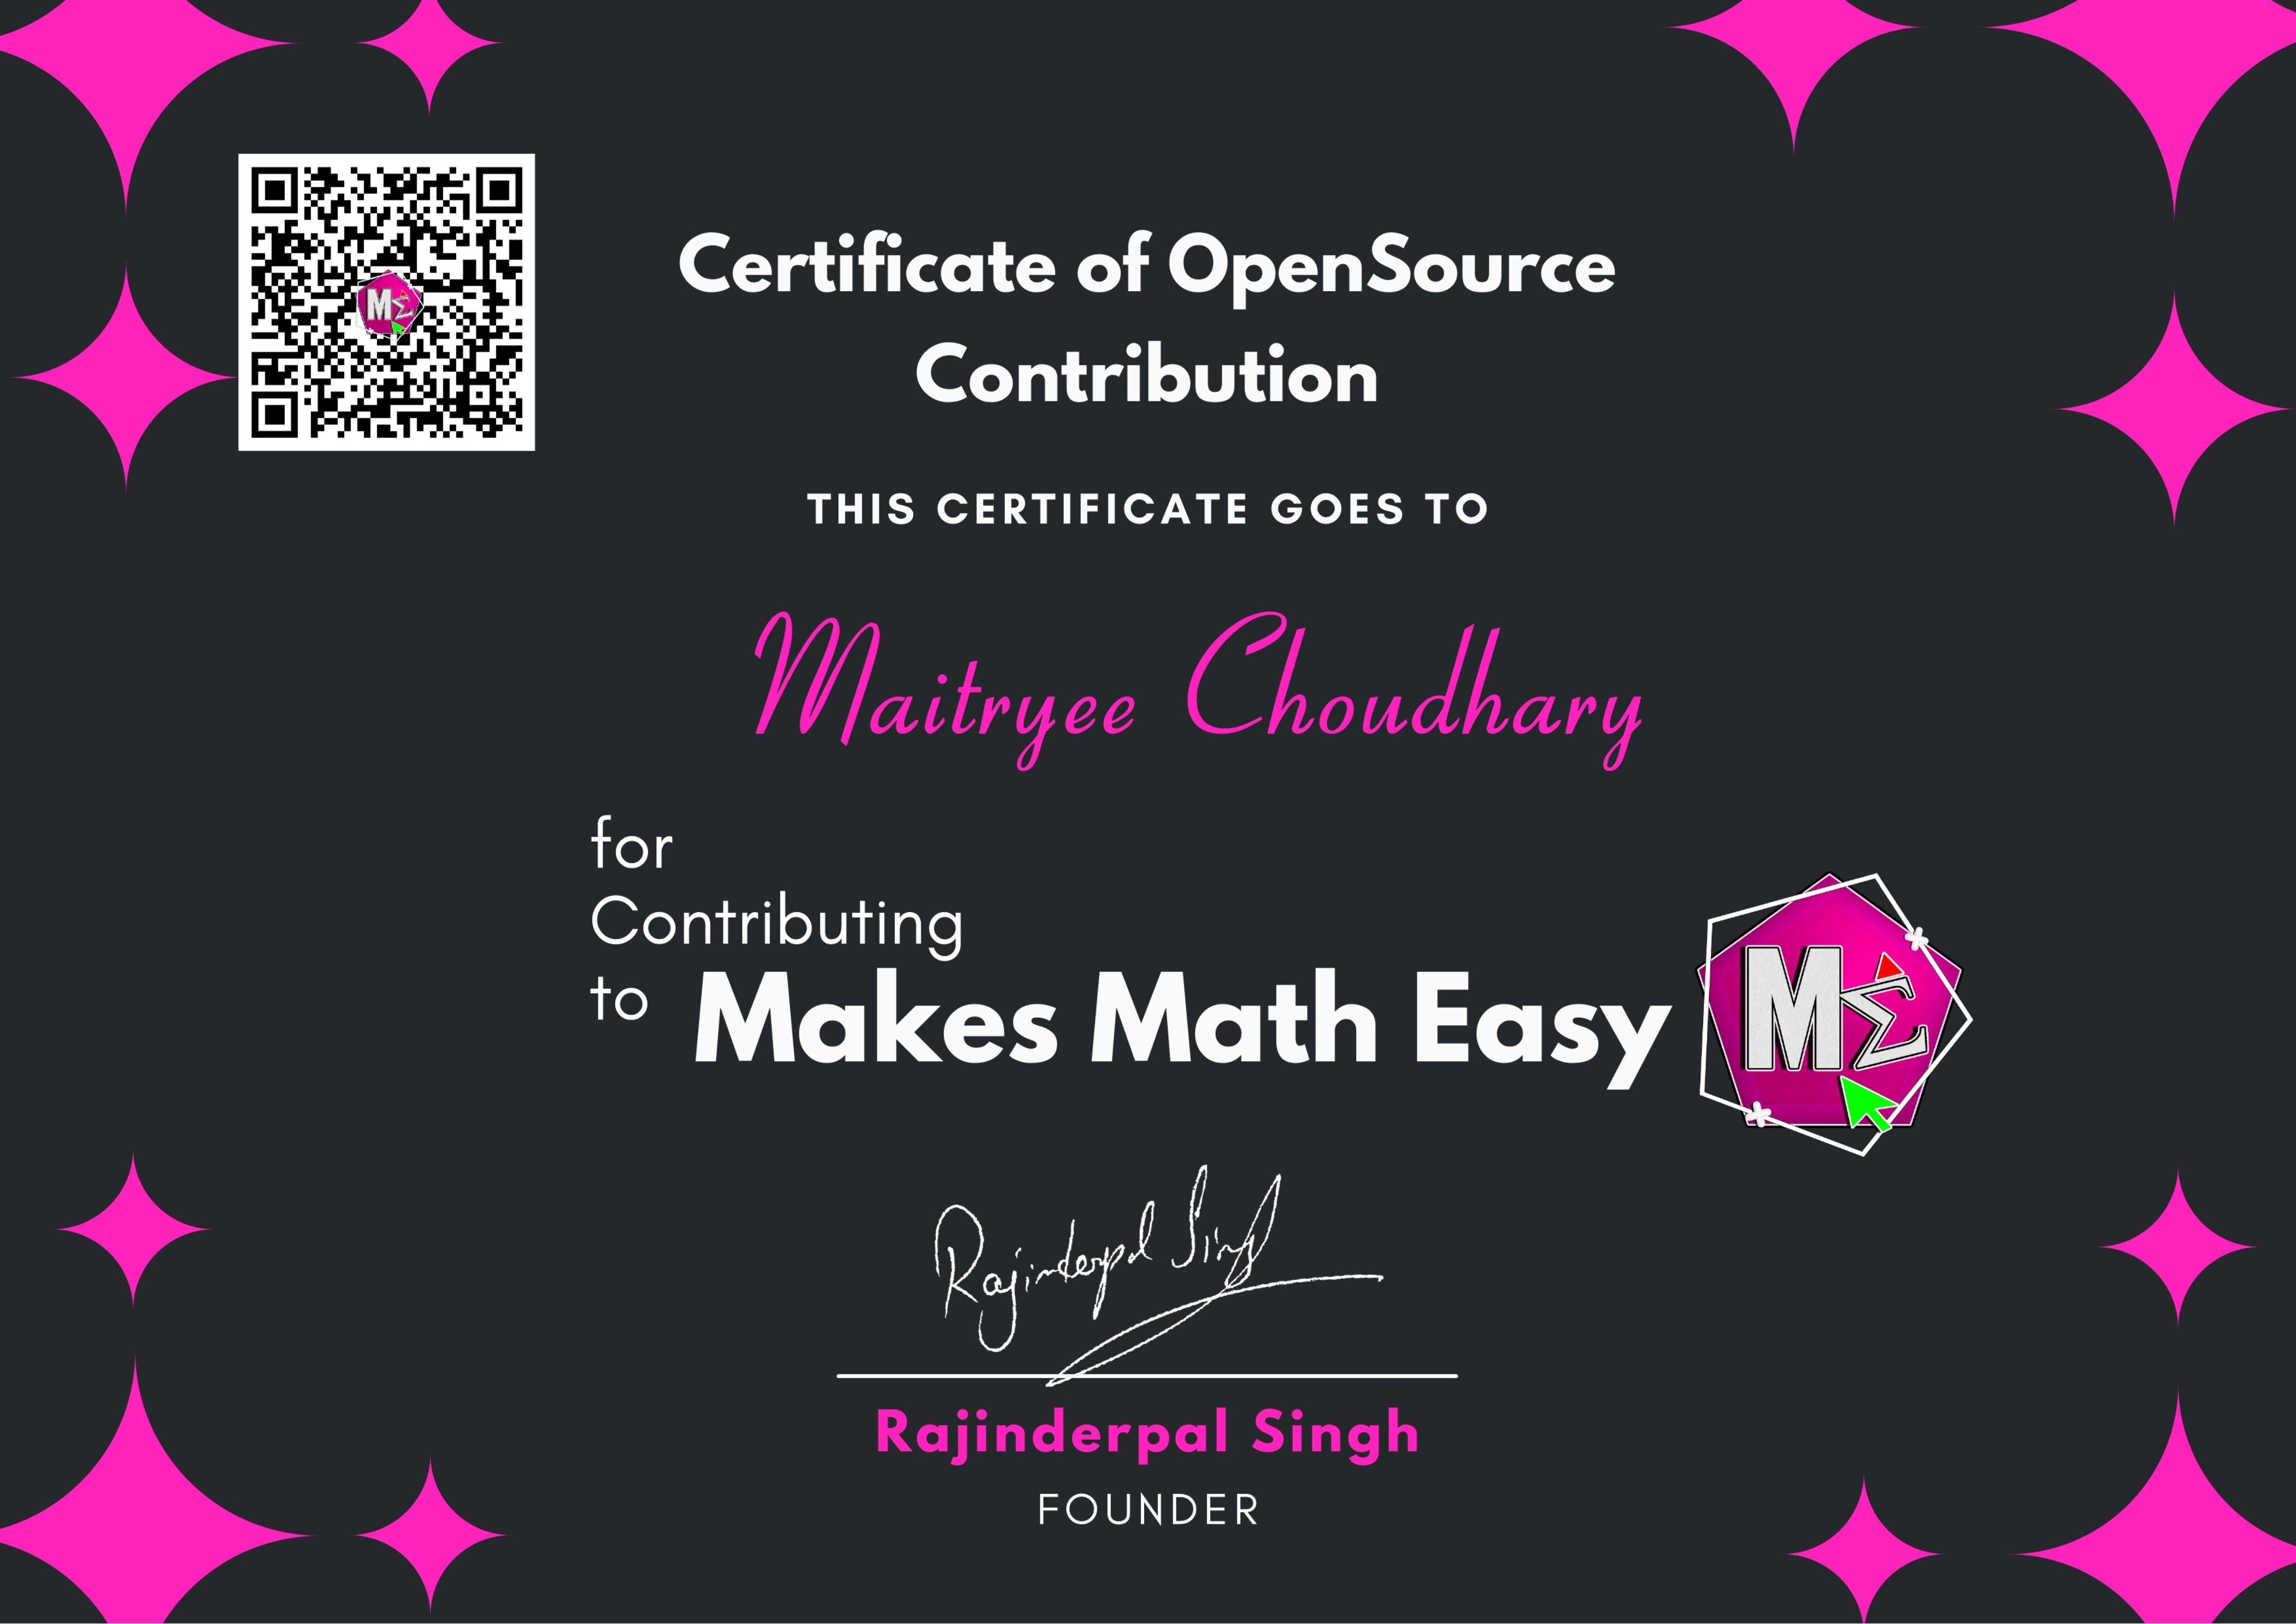 Certificate of OpenSource
Contribution
THIS CERTIFICATE GOES TO
Maitryee Choudhary
for
Contributing
to Makes Math Easy
MΣ
Rajinderpal Singh
Rajinderpal Singh
FOUNDER